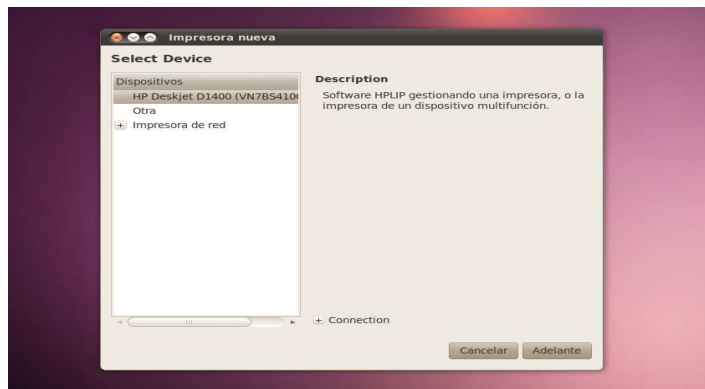 Impresora nueva
Select Device
Dispositivos
HP Deskjet D1400 (VN7BS410
Otra
Impresora de red
Description
Software HPLIP gestionando una impresora, o la
impresora de un dispositivo multifunción.
Connection
Cancelar
Adelante